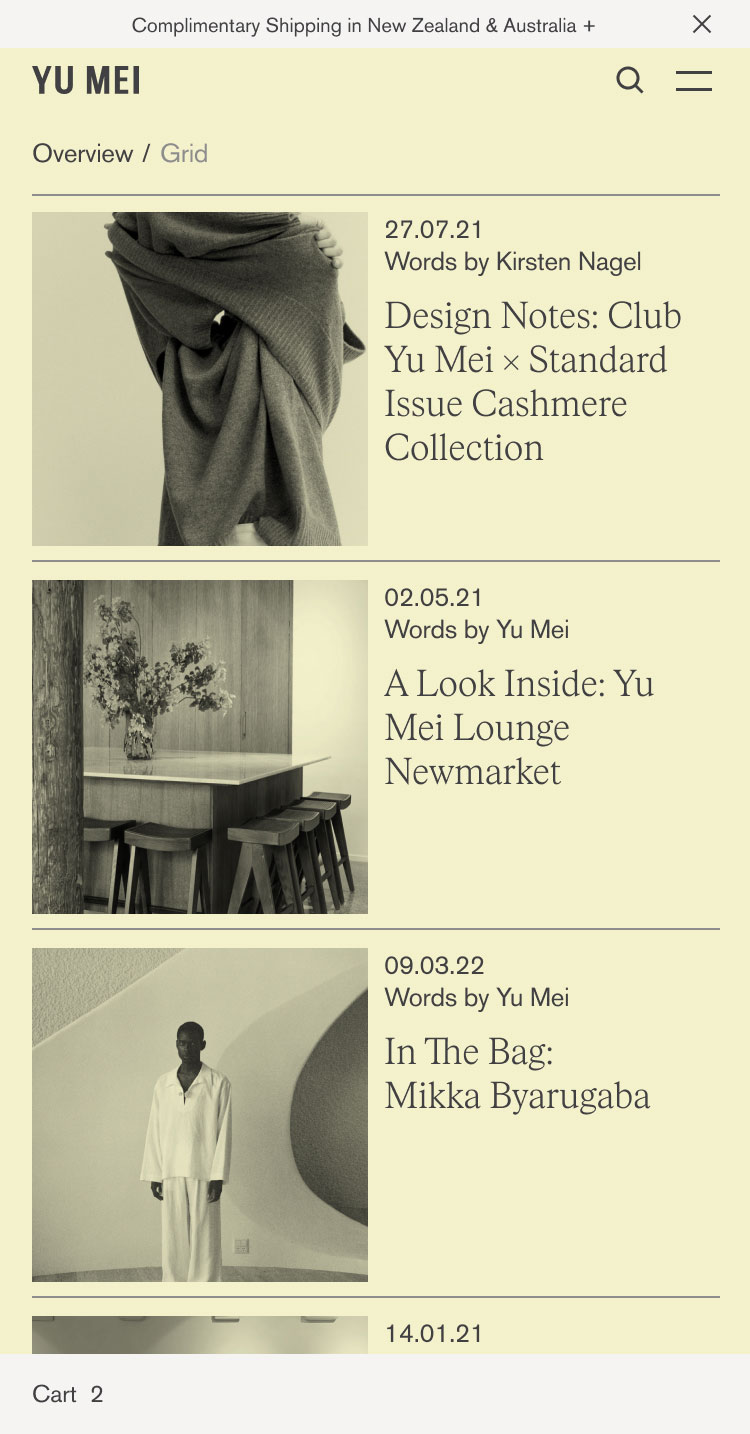 Complimentary Shipping in New Zealand & Australia +
YU MEI
Overview / Grid
27.07.21
Words by Kirsten Nagel
Design Notes: Club
Yu Mei × Standard
Issue Cashmere
Collection
02.05.21
Words by Yu Mei
A Look Inside: Yu
Mei Lounge
Newmarket
09.03.22
Words by Yu Mei
In The Bag:
Mikka Byarugaba
14.01.21
Cart 2